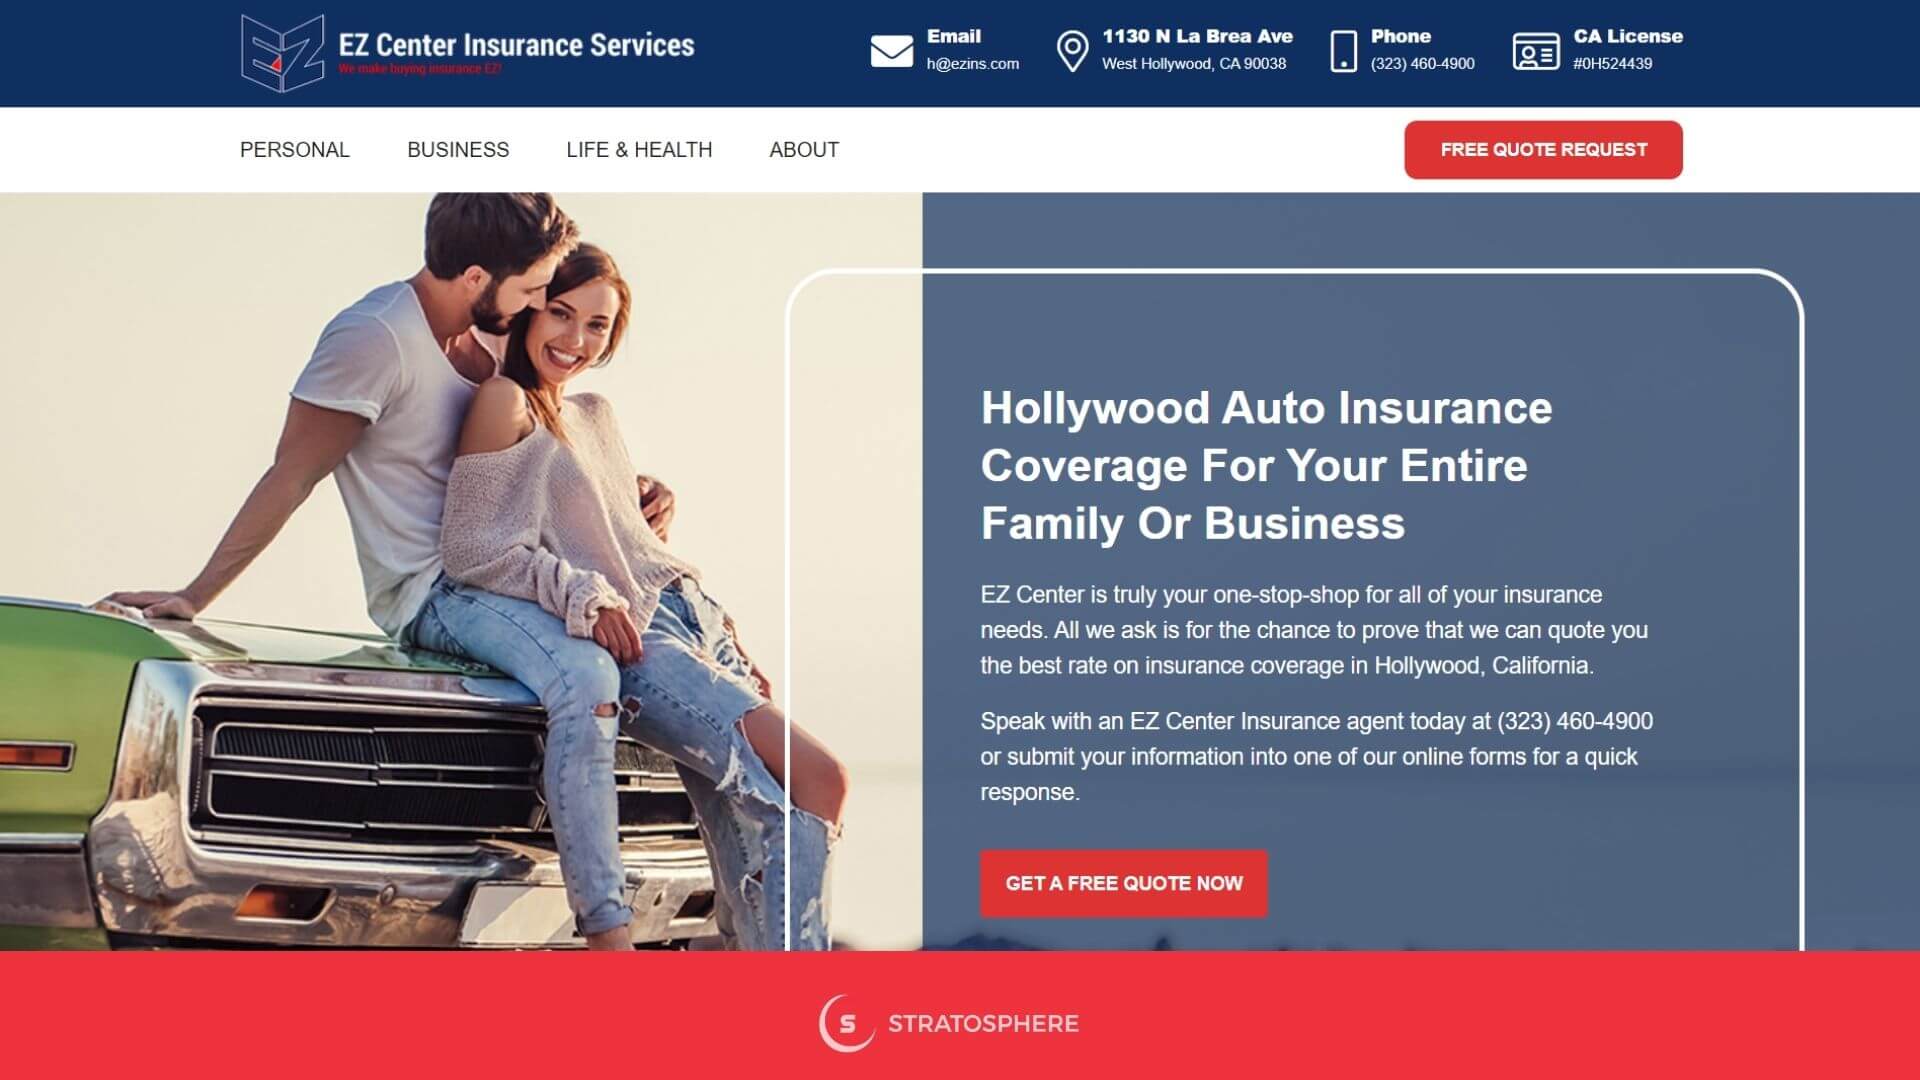 EZ
EZ Center Insurance Services
We make buying insurance EZ!
Email
h@ezins.com
1130 N La Brea Ave
West Hollywood, CA 90038
Phone
(323) 460-4900
CA License
#0H524439
PERSONAL
BUSINESS
LIFE & HEALTH
ABOUT
FREE QUOTE REQUEST
Hollywood Auto Insurance
Coverage For Your Entire
Family Or Business
EZ Center is truly your one-stop-shop for all of your insurance
needs. All we ask is for the chance to prove that we can quote you
the best rate on insurance coverage in Hollywood, California.
Speak with an EZ Center Insurance agent today at (323) 460-4900
or submit your information into one of our online forms for a quick
response.
GET A FREE QUOTE NOW
S STRATOSPHERE